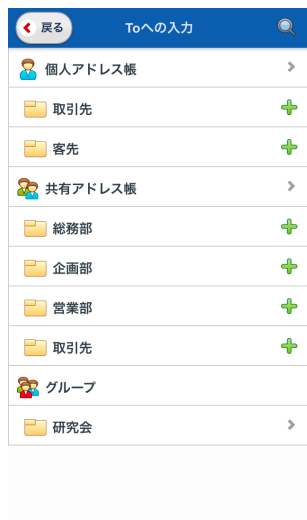 戻る
Toへの入力
個人アドレス帳
取引先
客先
共有アドレス帳
総務部
企画部
営業部
取引先
グループ
研究会